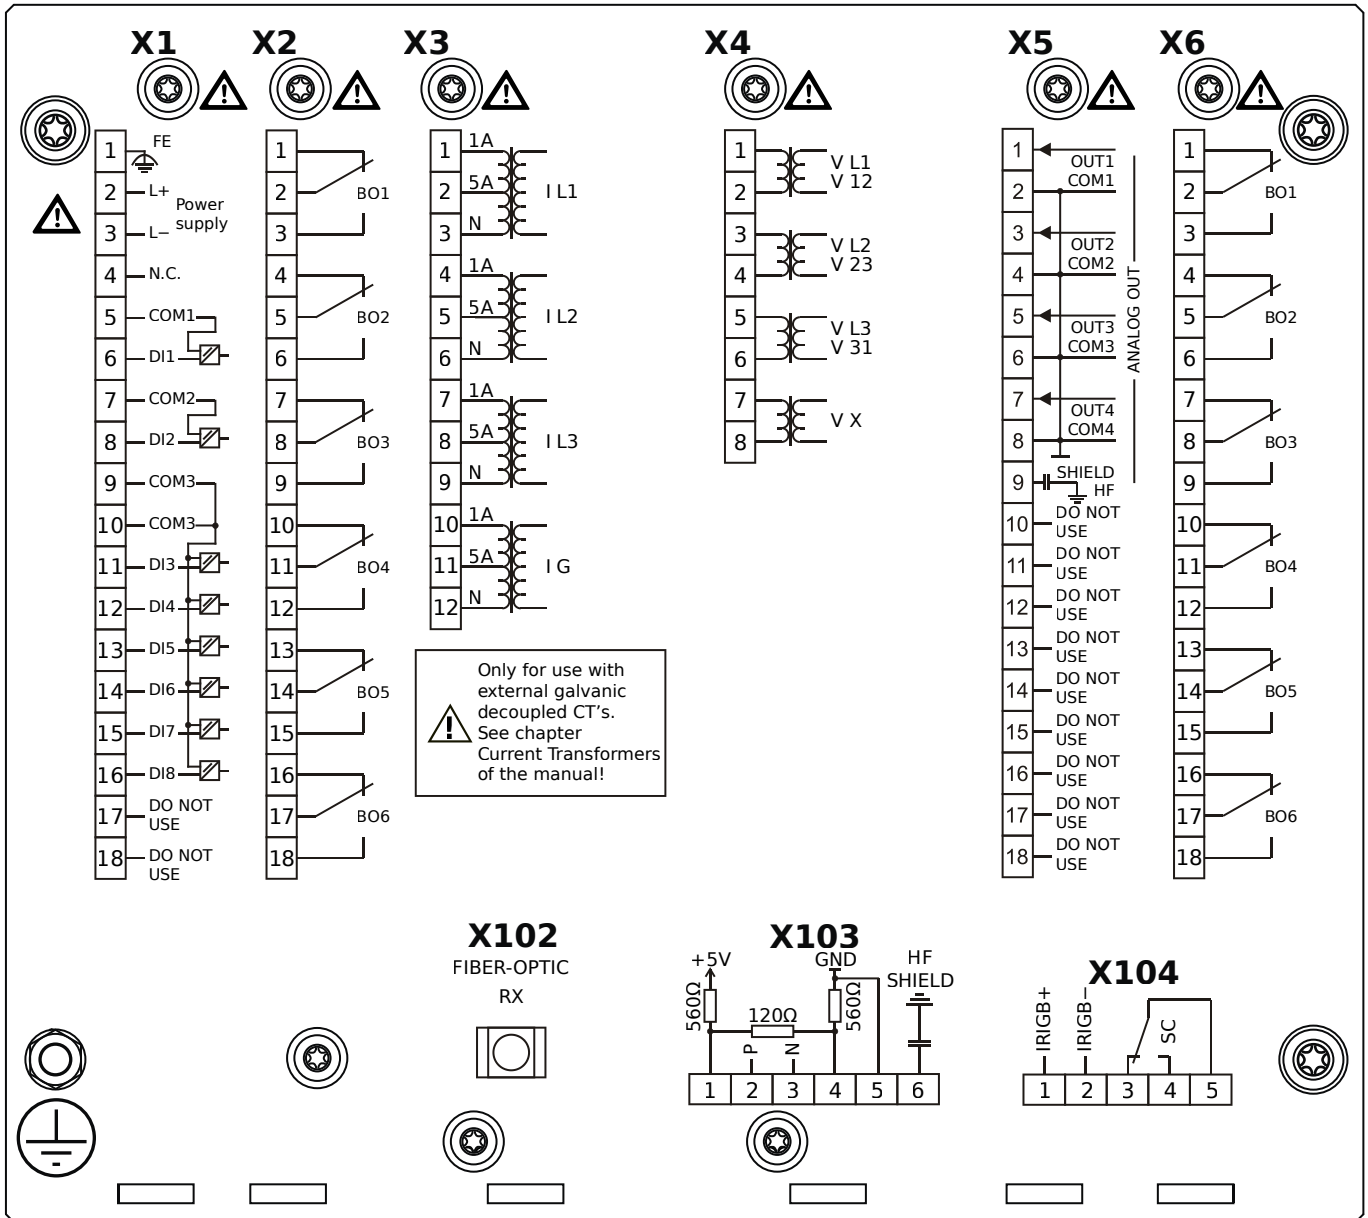 X1 X2 X3 X4 X5 X6
1 FE
2 L+
Power
supply
3 L−
4 N.C.
5 COM1
6 DI1
7 COM2
8 DI2
9 COM3
10 COM3
11 DI3
12 DI4
13 DI5
14 DI6
15 DI7
16 DI8
17 DO NOT
USE
18 DO NOT
USE
1
2 BO1
3
4
5 BO2
6
7
8 BO3
9
10
11 BO4
12
13
14 BO5
15
16
17 BO6
18
1 1A
2 5A I L1
3 N
4 1A
5 5A I L2
6 N
7 1A
8 5A I L3
9 N
10 1A
11 5A I G
12 N
Only for use with
external galvanic
decoupled CT's.
See chapter
Current Transformers
of the manual!
1 V L1
2 V 12
3 V L2
4 V 23
5 V L3
6 V 31
7 V X
8
1 OUT1
2 COM1
3 OUT2
4 COM2
5 OUT3
6 COM3
7 OUT4
8 COM4
ANALOG OUT
9 SHIELD
HF
10 DO NOT
USE
11 DO NOT
USE
12 DO NOT
USE
13 DO NOT
USE
14 DO NOT
USE
15 DO NOT
USE
16 DO NOT
USE
17 DO NOT
USE
18 DO NOT
USE
1
2 BO1
3
4
5 BO2
6
7
8 BO3
9
10
11 BO4
12
13
14 BO5
15
16
17 BO6
18
X102
FIBER-OPTIC
RX
X103
+5V GND HF
SHIELD
560Ω 120Ω 560Ω
P N
1 2 3 4 5 6
X104
IRIGB+ IRIGB− SC
1 2 3 4 5